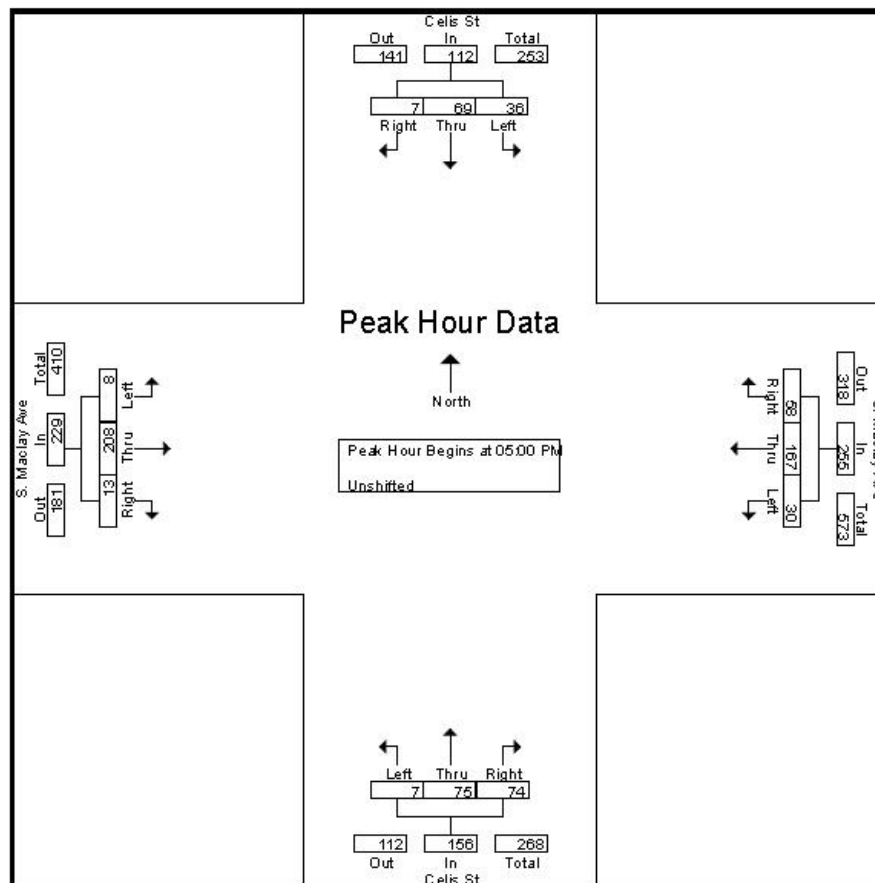 Celis St
Out In Total
141 112 253
7 69 36
Right Thru Left
Peak Hour Data
North
Peak Hour Begins at 05:00 PM
Unshifted
S. Maclay Ave
Out In Total
181 229 410
Right Thru Left
13 208 8
Out In Total
318 255 573
Right Thru Left
58 167 30
Left Thru Right
7 75 74
112 156 268
Out In Total
Celis St